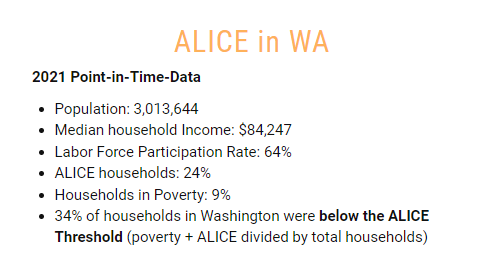 ALICE in WA
2021 Point-in-Time-Data
• Population: 3,013,644
• Median household Income: $84,247
• Labor Force Participation Rate: 64%
• ALICE households: 24%
• Households in Poverty: 9%
• 34% of households in Washington were below the ALICE
Threshold (poverty + ALICE divided by total households)